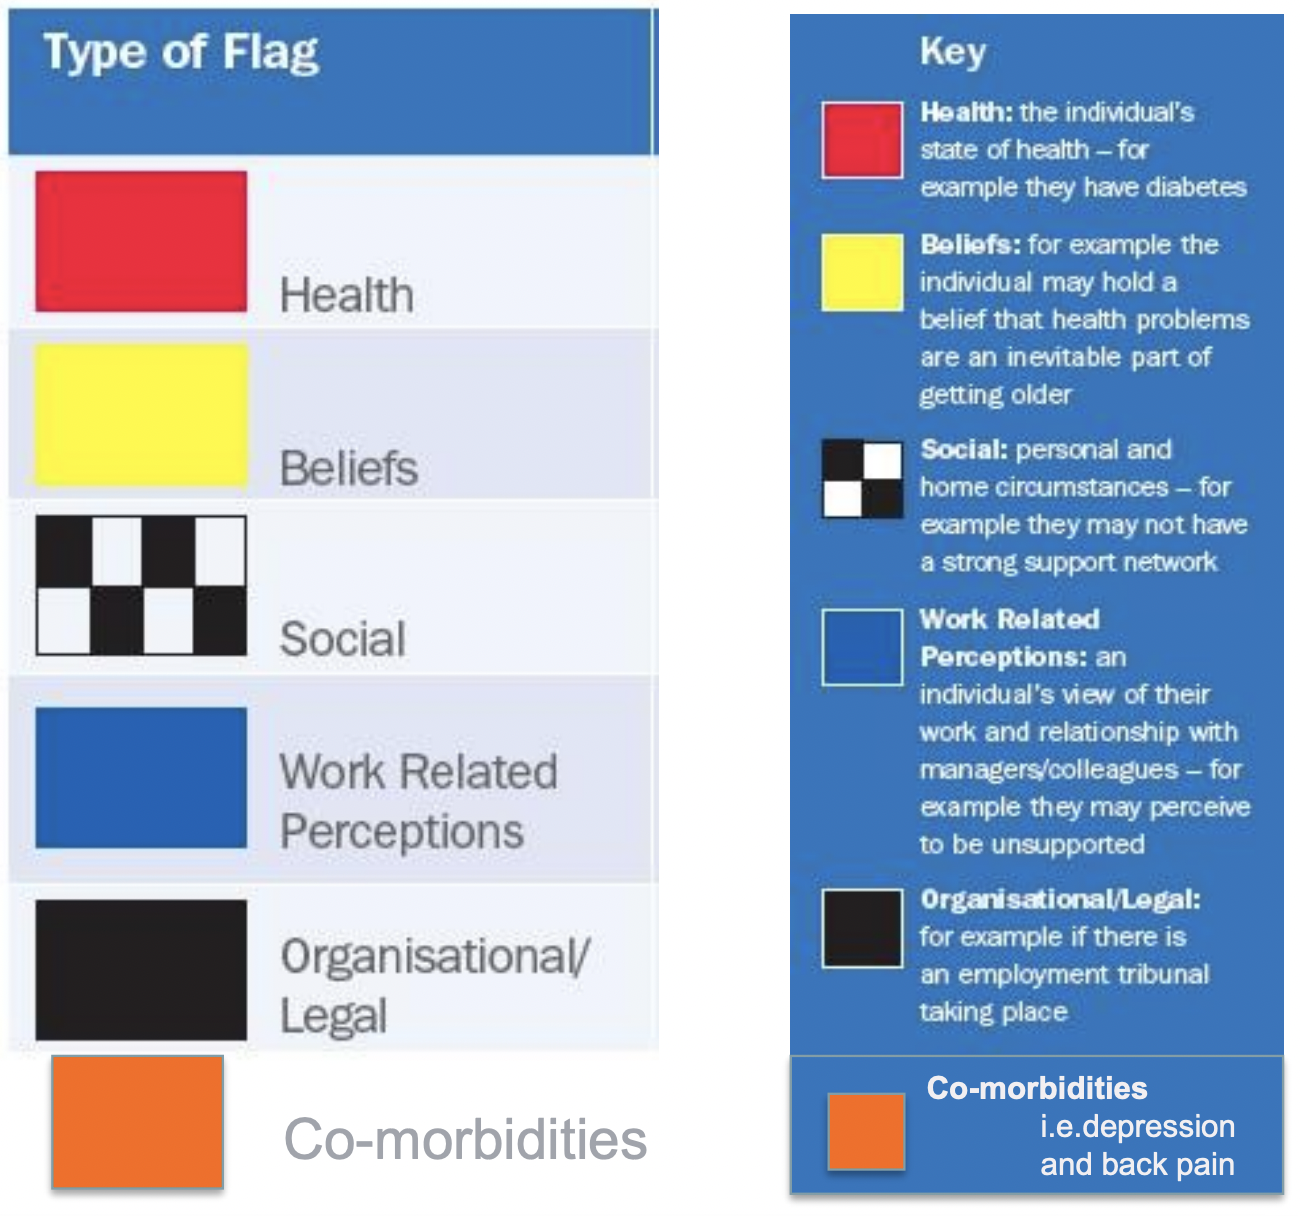 Type of Flag
Health
Beliefs
Social
Work Related
Perceptions
Organisational/
Legal
Co-morbidities
Key
Health: the individual's
state of health – for
example they have diabetes
Beliefs: for example the
individual may hold a
belief that health problems
are an inevitable part of
getting older
Social: personal and
home circumstances – for
example they may not have
a strong support network
Work Related
Perceptions: an
individual's view of their
work and relationship with
managers/colleagues – for
example they may perceive
to be unsupported
Organisational/Legal:
for example if there is
an employment tribunal
taking place
Co-morbidities
i.e.depression
and back pain